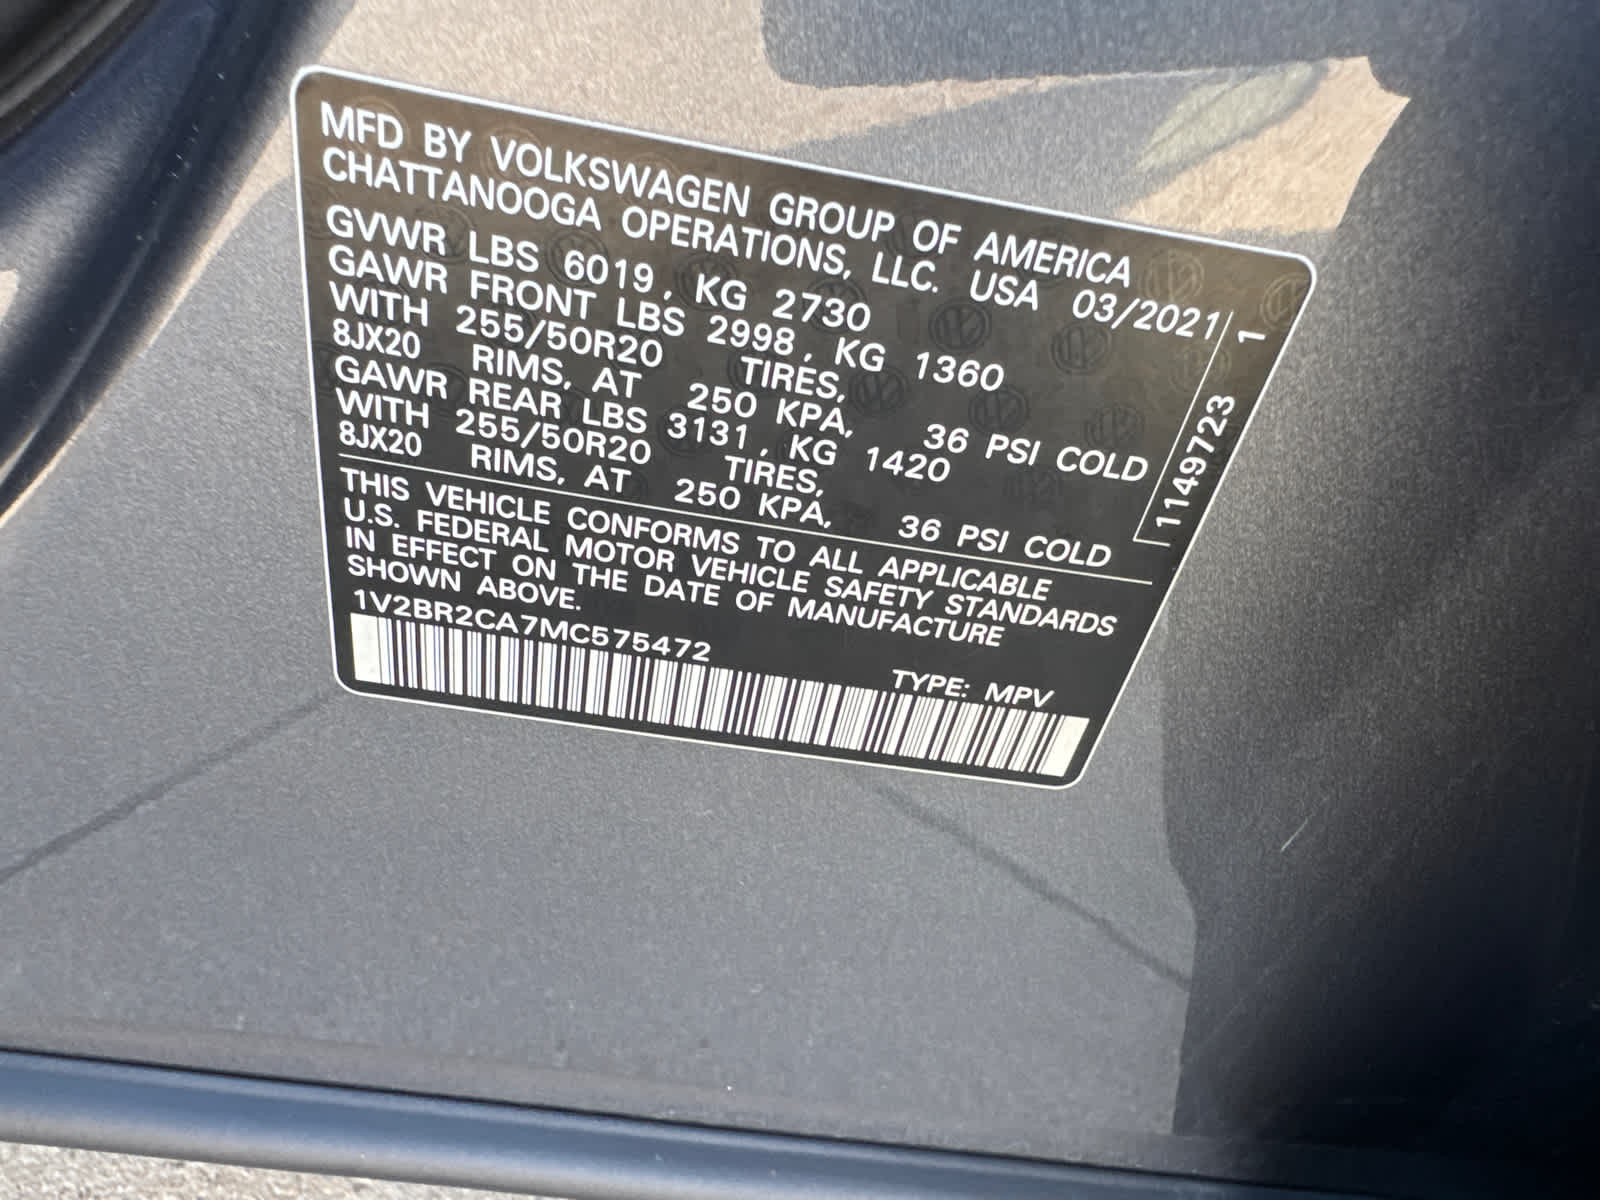 MFD BY VOLKSWAGEN GROUP OF AMERICA
CHATTANOOGA OPERATIONS, LLC. USA 03/2021
GVWR LBS 6019, KG 2730
GAWR FRONT LBS 2998, KG 1360
WITH 255/50R20 TIRES,
8JX20 RIMS, AT 250 KPA, 36 PSI COLD
GAWR REAR LBS 3131, KG 1420
WITH 255/50R20 TIRES,
8JX20 RIMS, AT 250 KPA, 36 PSI COLD
THIS VEHICLE CONFORMS TO ALL APPLICABLE
U.S. FEDERAL MOTOR VEHICLE SAFETY STANDARDS
IN EFFECT ON THE DATE OF MANUFACTURE
SHOWN ABOVE.
1V2BR2CA7MC575472
TYPE: MPV
1149723 1